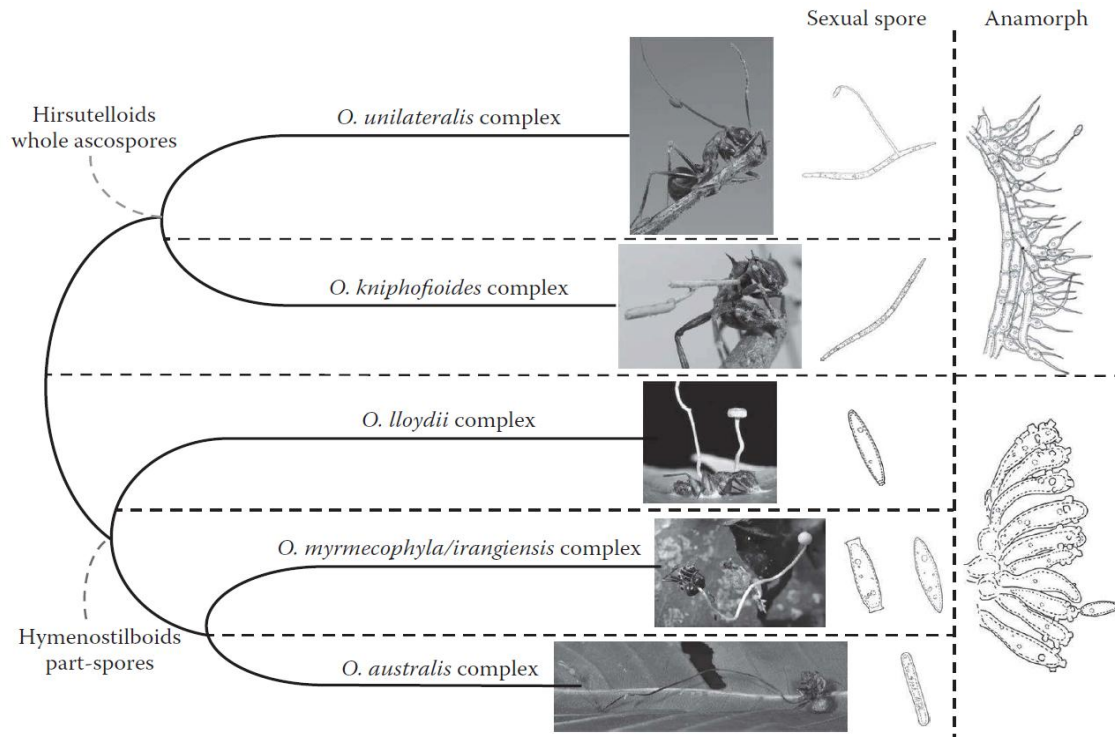 Sexual spore
Anamorph
Hirsutelloids
whole ascospores
O. unilateralis complex
O. kniphofioides complex
O. lloydii complex
O. myrmecophyla/irangiensis complex
Hymenostilboids
part-spores
O. australis complex